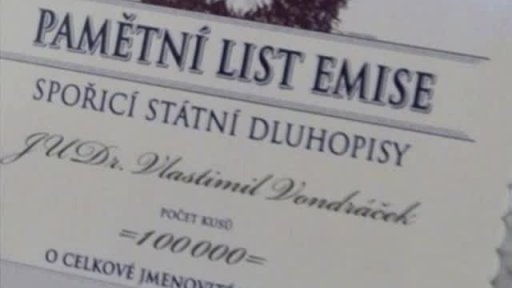 PAMĚTNÍ LIST EMISE
SPOŘICÍ STÁTNÍ DLUHOPISY
JUDr. Vlastimil Vondráček
POČET KUSŮ
=100000=
O CELKOVÉ JMENOVITÉ